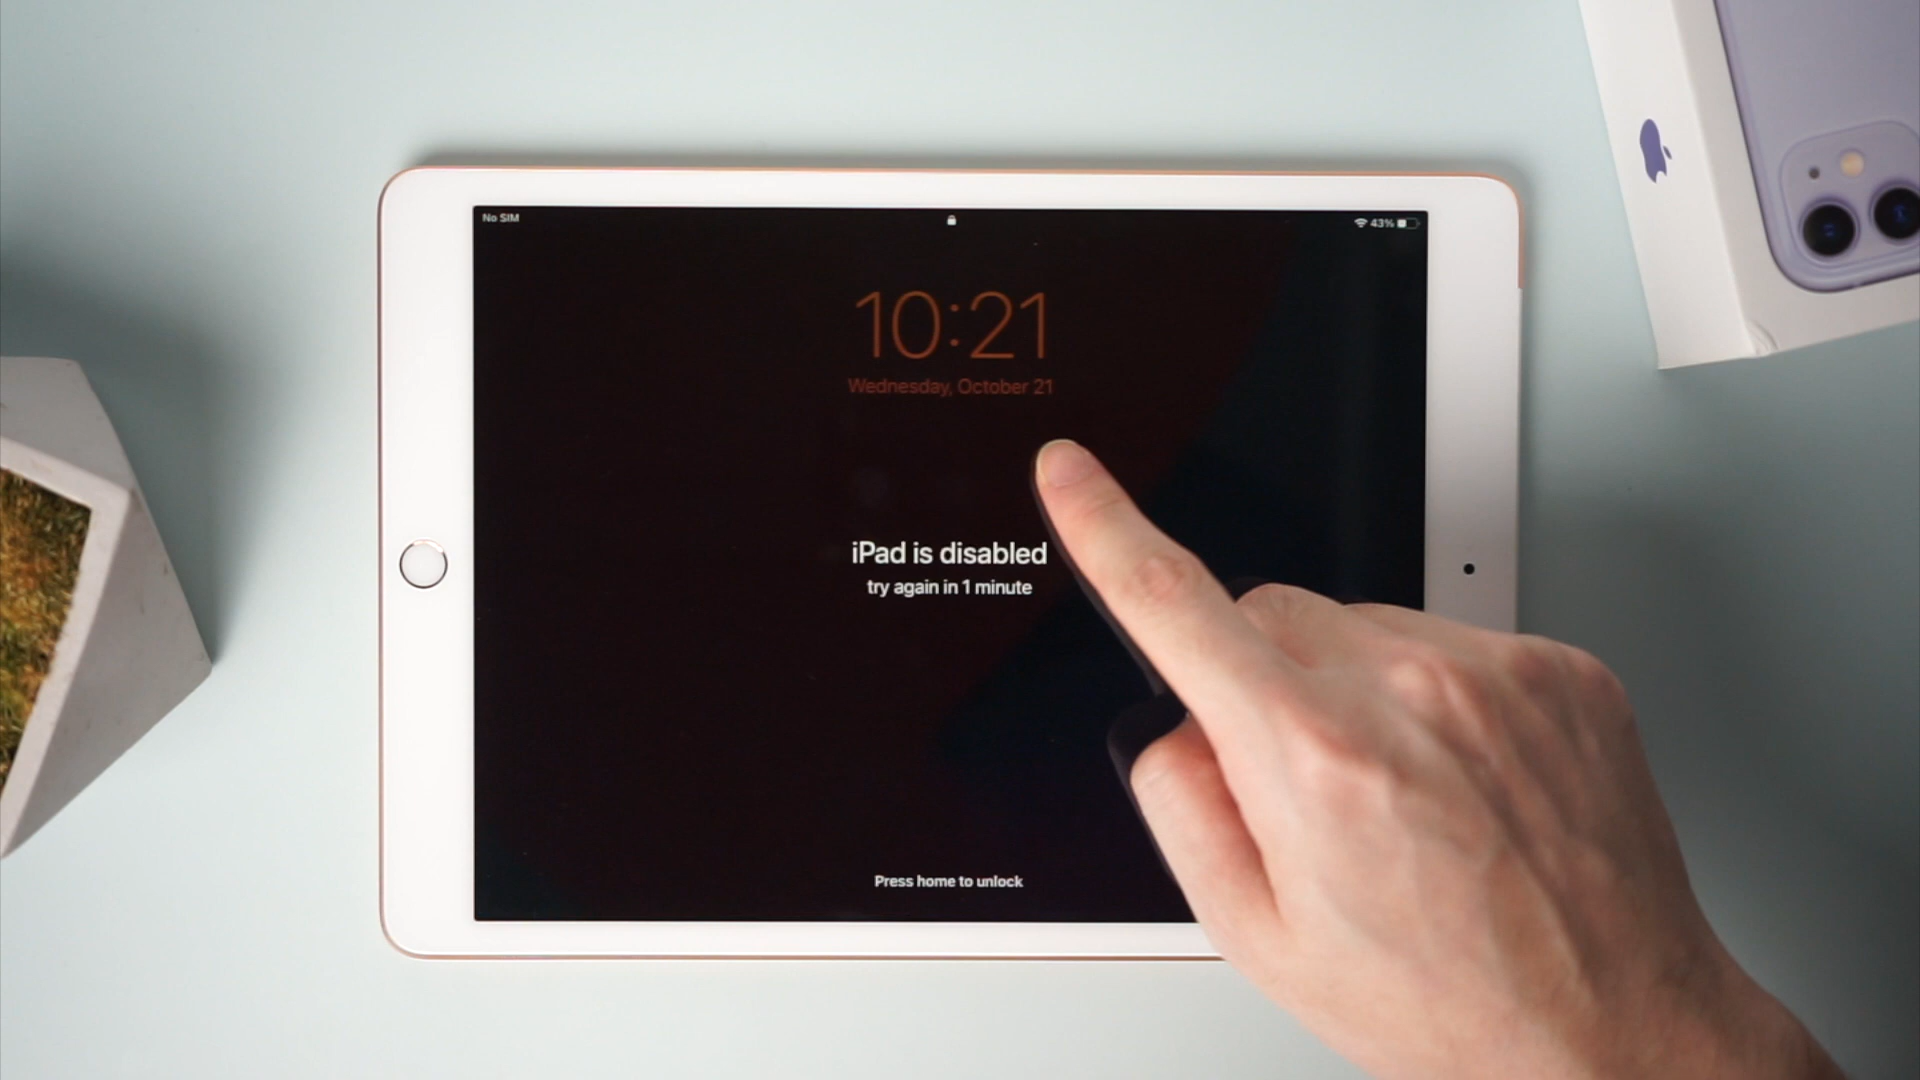 No SIM
43%
10:21
Wednesday, October 21
iPad is disabled
try again in 1 minute
Press home to unlock